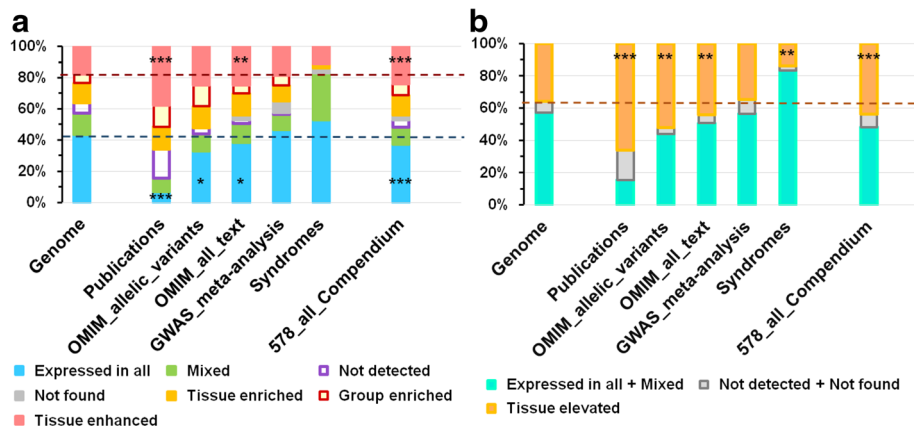 a
b
100%
80%
60%
40%
20%
0%
***
***
*
**
*
***
***
Genome
Publications
OMIM_allelic_variants
OMIM_all_text
GWAS_meta-analysis
Syndromes
578_all_Compendium
Expressed in all
Mixed
Not detected
Not found
Tissue enriched
Group enriched
Tissue enhanced
100%
80%
60%
40%
20%
0%
***
**
**
**
***
Genome
Publications
OMIM_allelic_variants
OMIM_all_text
GWAS_meta-analysis
Syndromes
578_all_Compendium
Expressed in all + Mixed
Not detected + Not found
Tissue elevated